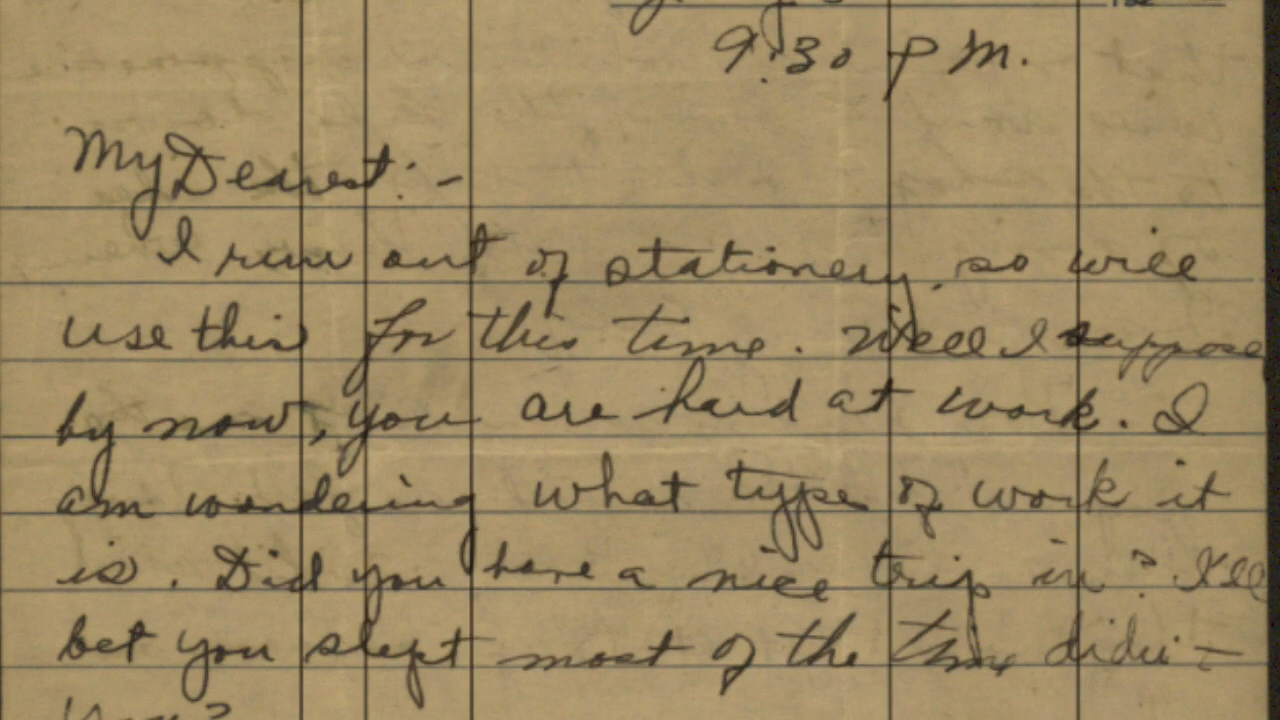 9:30 P M.
My Dearest:-
I run out of stationery so will
use this for this time. Well I suppose
by now, you are hard at work. I
am wondering what type of work it
is. Did you have a nice trip in? I'll
bet you slept most of the time didn't
you?